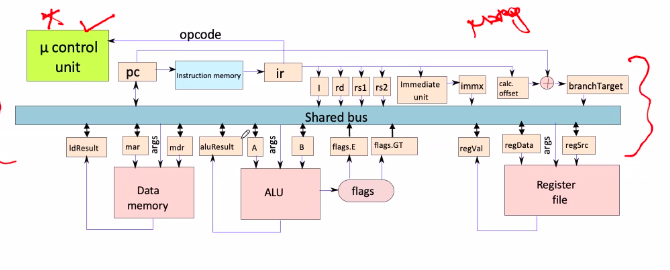 μ control
unit
opcode
pc
Instruction memory
ir
I
rd
rs1
rs2
Immediate
unit
immx
calc.
offset
branchTarget
Shared bus
ldResult
mar
args
mdr
aluResult
A
args
B
flags.E
flags.GT
regVal
regData
args
regSrc
Data
memory
ALU
flags
Register
file